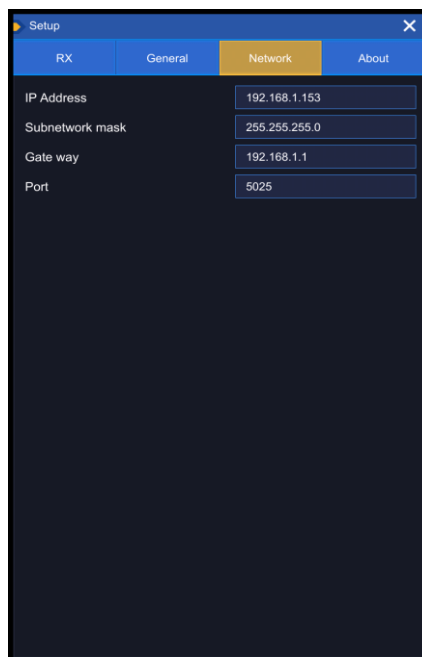 Setup
RX General Network About
IP Address 192.168.1.153
Subnetwork mask 255.255.255.0
Gate way 192.168.1.1
Port 5025